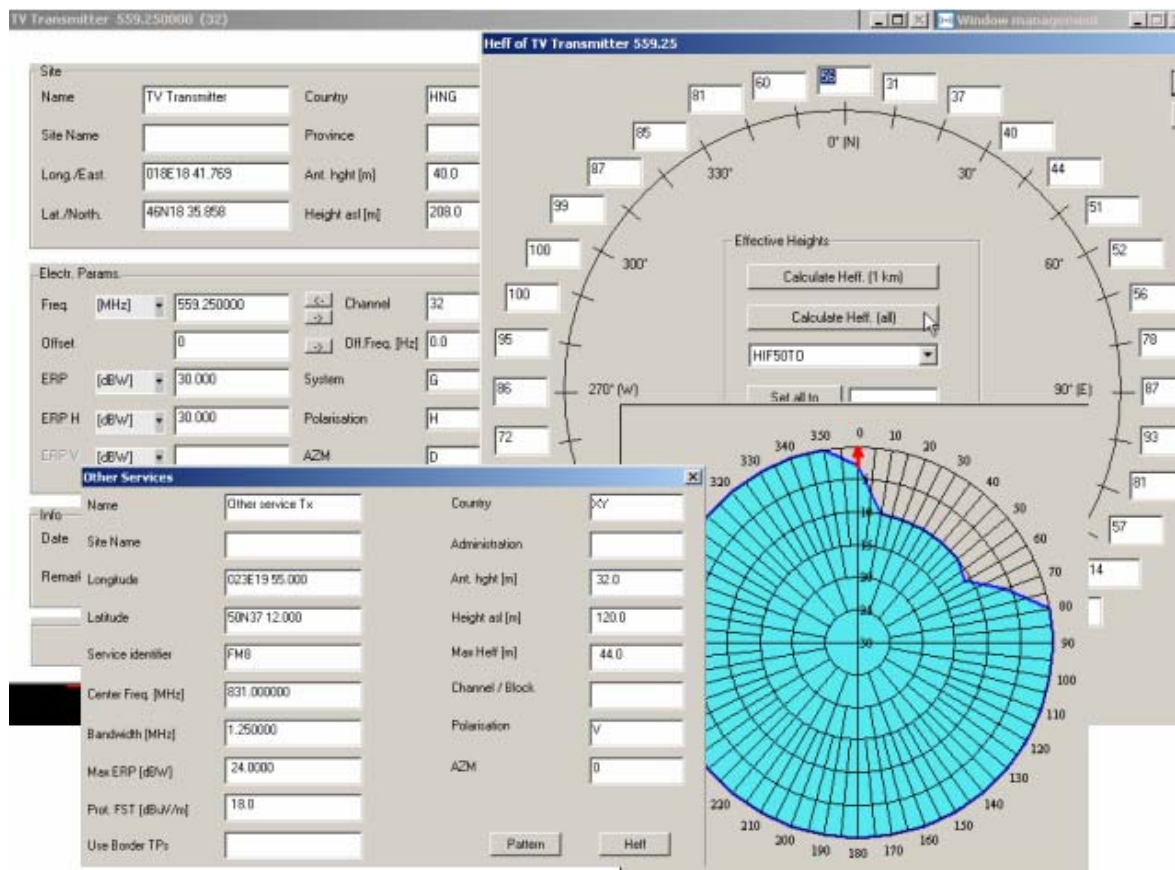 TV Transmitter 559.250000 (32)
Window management
Heff of TV Transmitter 559.25
Site
Name TV Transmitter Country HNG
Site Name Province
Long./East. 018E18 41.769 Ant. hght [m] 40.0
Lat./North. 46N18 35.858 Height asl [m] 208.0
Electr. Params.
Freq [MHz] 559.250000 <- -> Channel 32
Offset 0 -> Off.Freq. [Hz] 0.0
ERP [dBW] 30.000 System G
ERP H [dBW] 30.000 Polarisation H
ERP V [dBW] AZM D
Info
Date
Remar
56
31
37
40
44
51
52
56
78
87
93
81
57
14
72
86
95
100
100
99
87
85
81
60
0° (N)
30°
60°
90° (E)
270° (W)
300°
330°
Effective Heights
Calculate Heff. (1 km)
Calculate Heff. (all)
HIF50TO
Set all to
Other Services
Name Other service Tx Country XY
Site Name Administration
Longitude 023E19 55.000 Ant. hght [m] 32.0
Latitude 50N37 12.000 Height asl [m] 120.0
Service identifier FM8 Max Heff [m] 44.0
Center Freq. [MHz] 831.000000 Channel / Block
Bandwidth [MHz] 1.250000 Polarisation V
Max ERP [dBW] 24.0000 AZM 0
Prot. FST [dBuV/m] 18.0
Use Border TPs Pattern Heff
0
10
20
30
40
50
60
70
80
90
100
110
120
130
140
150
160
170
180
190
200
210
220
320
330
340
350
10
15
20
25
30